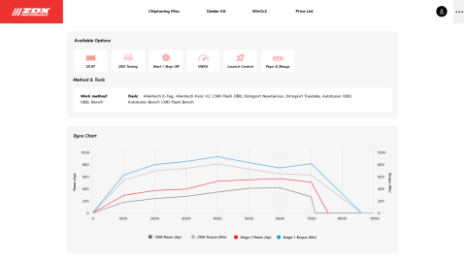 ZDX
Chiptuning Files
Dealer Kit
WinOLS
Price List
Available Options
DCAT
DSG Tuning
Start / Stop Off
VMAX
Launch Control
Pops & Bangs
Method & Tools
Work method:
OBD, Bench
Tools: Alientech K-Tag, Alientech Kess V2, CMD Flash OBD, Dimsport NewGenius, Dimsport Trasdata, Autotuner OBD,
Autotuner Bench CMD Flash Bench
Dyno Chart
1000
800
600
400
200
0
Power (hp)
1000
800
600
400
200
0
Torque (Nm)
0 1000 2000 3000 4000 5000 6000 7000 8000 9000
OEM Power (hp) OEM Torque (Nm) Stage 1 Power (hp) Stage 1 Torque (Nm)